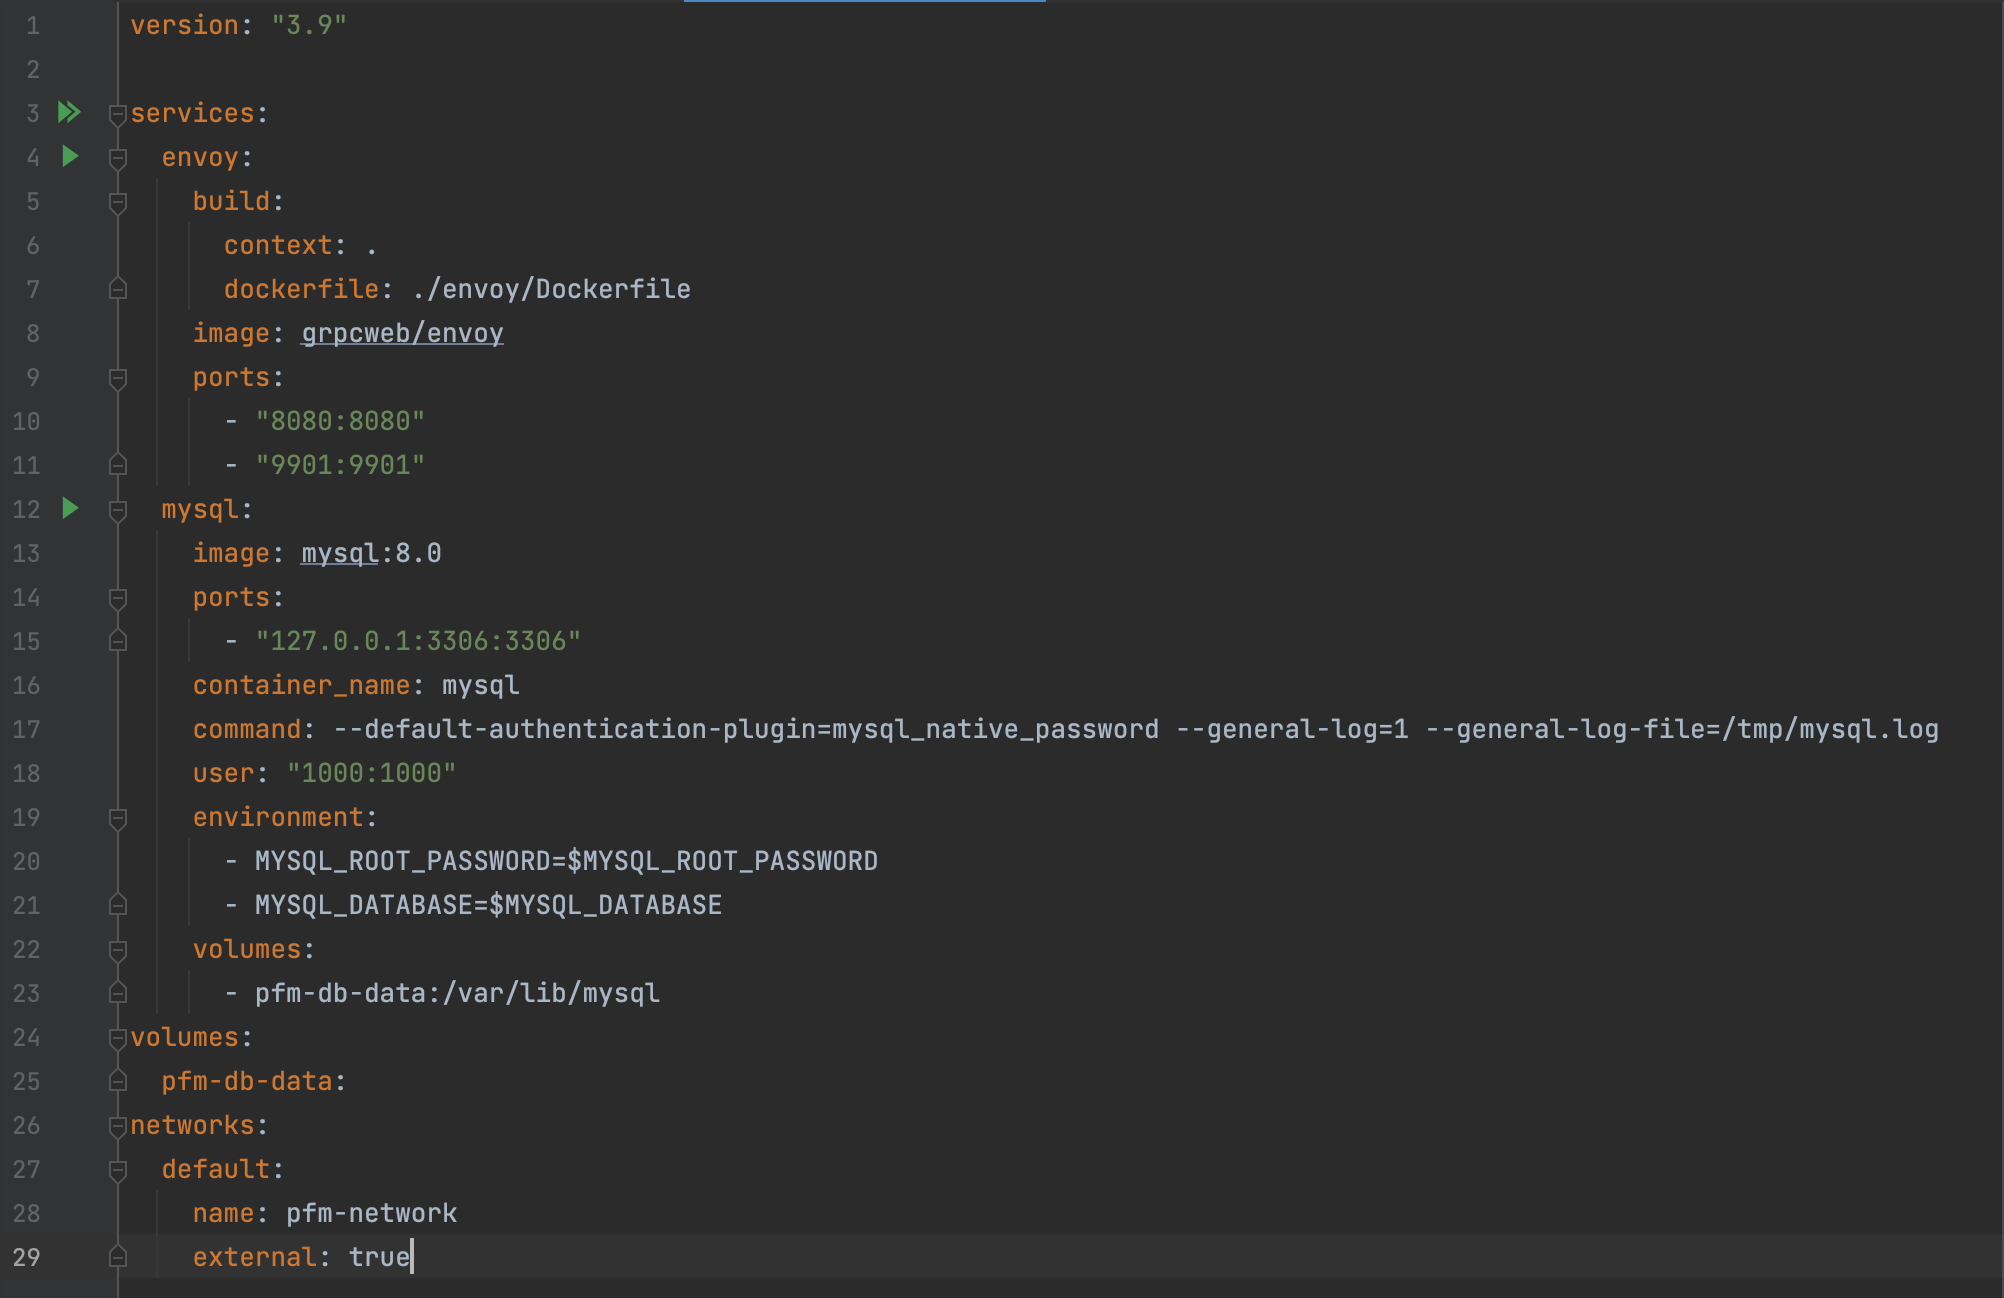 1 version: "3.9"
2
3 services:
4   envoy:
5     build:
6       context: .
7       dockerfile: ./envoy/Dockerfile
8     image: grpcweb/envoy
9     ports:
10       - "8080:8080"
11       - "9901:9901"
12   mysql:
13     image: mysql:8.0
14     ports:
15       - "127.0.0.1:3306:3306"
16     container_name: mysql
17     command: --default-authentication-plugin=mysql_native_password --general-log=1 --general-log-file=/tmp/mysql.log
18     user: "1000:1000"
19     environment:
20       - MYSQL_ROOT_PASSWORD=$MYSQL_ROOT_PASSWORD
21       - MYSQL_DATABASE=$MYSQL_DATABASE
22     volumes:
23       - pfm-db-data:/var/lib/mysql
24 volumes:
25   pfm-db-data:
26 networks:
27   default:
28     name: pfm-network
29     external: true